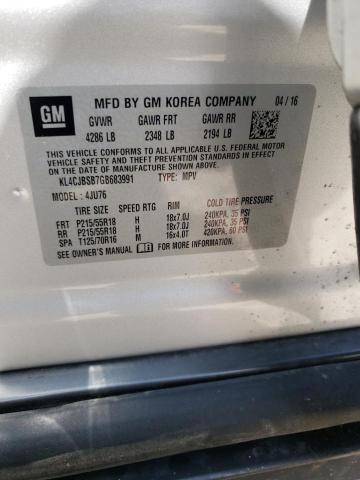 GM
MFD BY GM KOREA COMPANY 04/16
GVWR GAWR FRT GAWR RR
4286 LB 2348 LB 2194 LB
THIS VEHICLE CONFORMS TO ALL APPLICABLE U.S. FEDERAL MOTOR
VEHICLE SAFETY, BUMPER, AND THEFT PREVENTION STANDARDS IN
EFFECT ON THE DATE OF MANUFACTURE SHOWN ABOVE.
KL4CJBSB7GB683991 TYPE: MPV
MODEL: 4JU76
TIRE SIZE SPEED RTG RIM COLD TIRE PRESSURE
FRT P215/55R18 H 18x7.0J 240KPA, 35 PSI
RR P215/55R18 H 18x7.0J 240KPA, 35 PSI
SPA T125/70R16 M 16x4.0T 420KPA, 60 PSI
SEE OWNER'S MANUAL FOR MORE INFORMATION.